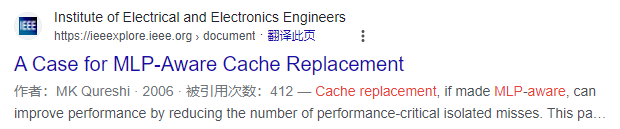 IEEE
Institute of Electrical and Electronics Engineers
https://ieeexplore.ieee.org › document · 翻译此页
A Case for MLP-Aware Cache Replacement
作者：MK Qureshi · 2006 · 被引用次数：412 — Cache replacement, if made MLP-aware, can
improve performance by reducing the number of performance-critical isolated misses. This pa...